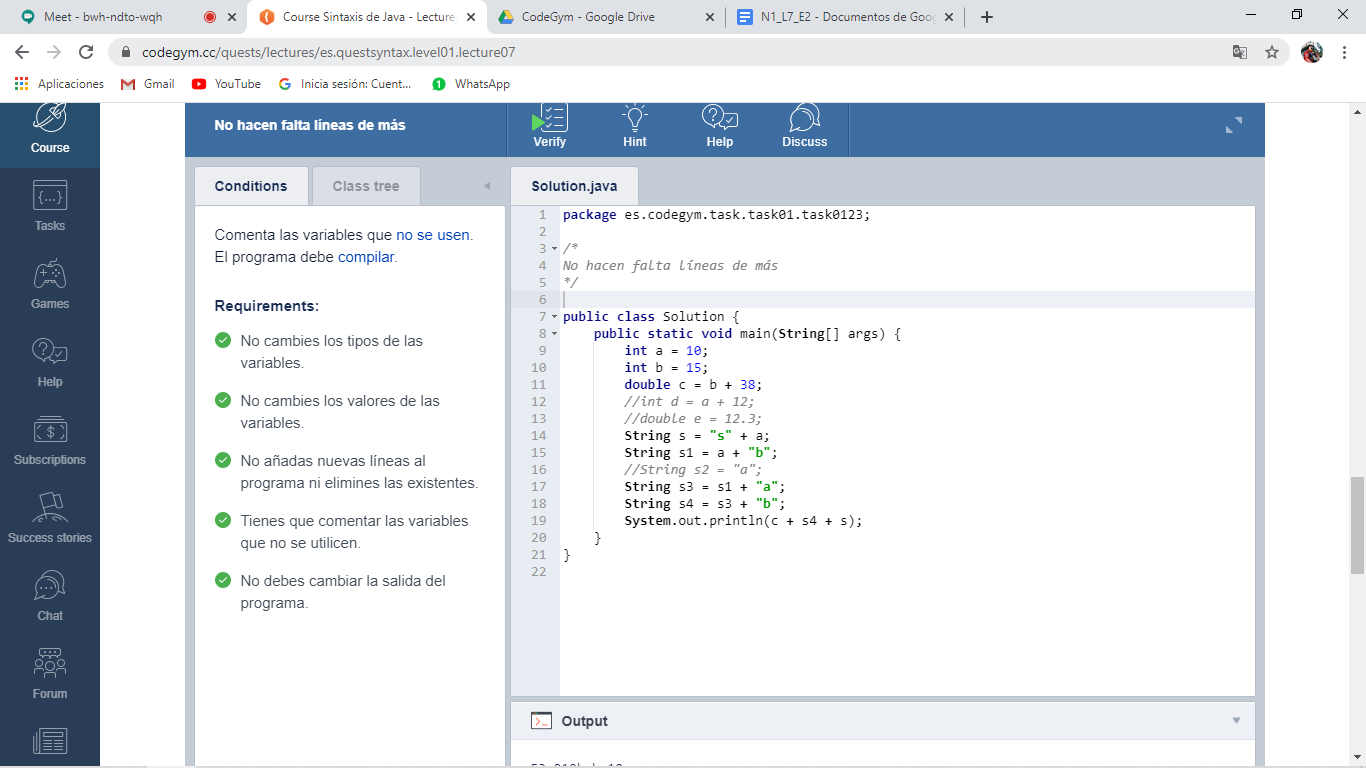 Meet - bwh-ndto-wqh
Course Sintaxis de Java - Lecture
CodeGym - Google Drive
N1_L7_E2 - Documentos de Goo
codegym.cc/quests/lectures/es.questsyntax.level01.lecture07
Aplicaciones
Gmail
YouTube
Inicia sesión: Cuent...
WhatsApp
Course
Tasks
Games
Help
Subscriptions
Success stories
Chat
Forum
No hacen falta líneas de más
Verify
Hint
Help
Discuss
Conditions
Class tree
Comenta las variables que no se usen.
El programa debe compilar.
Requirements:
No cambies los tipos de las
variables.
No cambies los valores de las
variables.
No añadas nuevas líneas al
programa ni elimines las existentes.
Tienes que comentar las variables
que no se utilicen.
No debes cambiar la salida del
programa.
Solution.java
1 package es.codegym.task.task01.task0123;
2
3 /*
4 No hacen falta líneas de más
5 */
6
7 public class Solution {
8 public static void main(String[] args) {
9 int a = 10;
10 int b = 15;
11 double c = b + 38;
12 //int d = a + 12;
13 //double e = 12.3;
14 String s = "s" + a;
15 String s1 = a + "b";
16 //String s2 = "a";
17 String s3 = s1 + "a";
18 String s4 = s3 + "b";
19 System.out.println(c + s4 + s);
20 }
21 }
22
Output